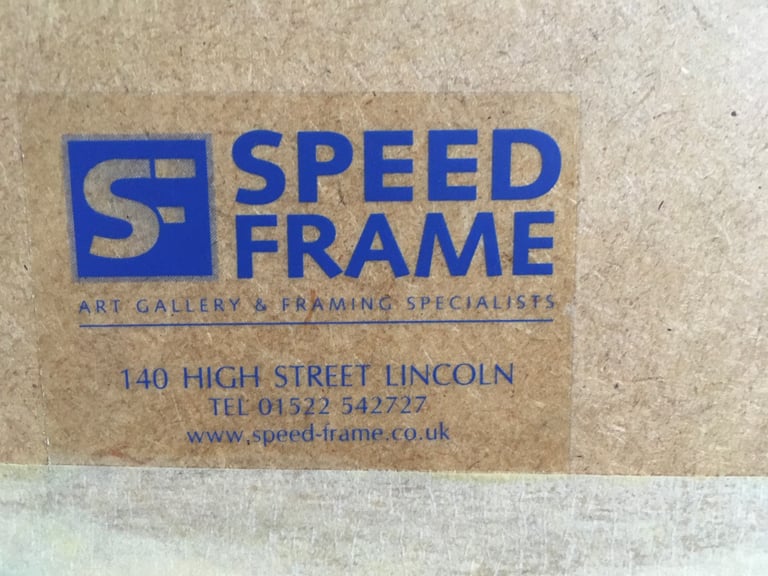 SF
SPEED
FRAME
ART GALLERY & FRAMING SPECIALISTS
140 HIGH STREET LINCOLN
TEL 01522 542727
www.speed-frame.co.uk